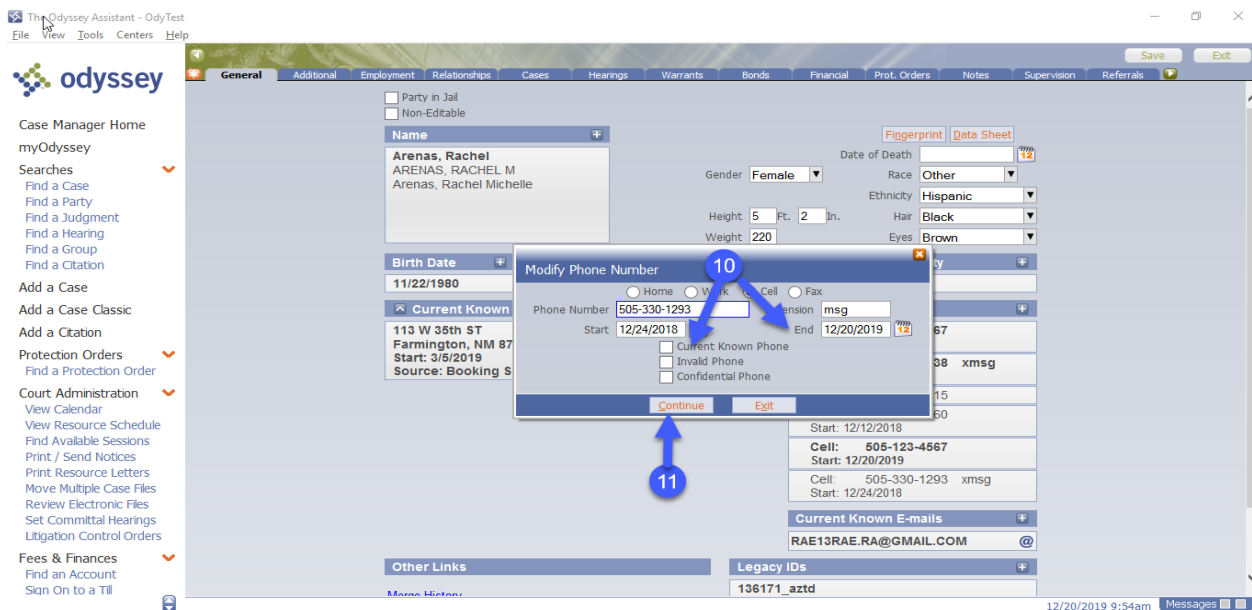 The Odyssey Assistant - OdyTest
File View Tools Centers Help
Save Exit
odyssey
General Additional Employment Relationships Cases Hearings Warrants Bonds Financial Prot. Orders Notes Supervision Referrals
Case Manager Home
myOdyssey
Searches
Find a Case
Find a Party
Find a Judgment
Find a Hearing
Find a Group
Find a Citation
Add a Case
Add a Case Classic
Add a Citation
Protection Orders
Find a Protection Order
Court Administration
View Calendar
View Resource Schedule
Find Available Sessions
Print / Send Notices
Print Resource Letters
Move Multiple Case Files
Review Electronic Files
Set Committal Hearings
Litigation Control Orders
Fees & Finances
Find an Account
Sign On to a Till
Party in Jail
Non-Editable
Name
Arenas, Rachel
ARENAS, RACHEL M
Arenas, Rachel Michelle
Fingerprint Data Sheet
Date of Death
12
Gender Female Race Other
Ethnicity Hispanic
Height 5 Ft. 2 In. Hair Black
Weight 220 Eyes Brown
Birth Date
11/22/1980
Current Known
113 W 35th ST
Farmington, NM 87
Start: 3/5/2019
Source: Booking S
Modify Phone Number
10
Home Cell Fax
Phone Number 505-330-1293 msg
Start 12/24/2018 End 12/20/2019 12
Current Known Phone
Invalid Phone
Confidential Phone
Continue Exit
11
67
38 xmsg
15
60
Start: 12/12/2018
Cell: 505-123-4567
Start: 12/20/2019
Cell: 505-330-1293 xmsg
Start: 12/24/2018
Current Known E-mails
RAE13RAE.RA@GMAIL.COM @
Other Links
Merge History
Legacy IDs
136171_aztd
12/20/2019 9:54am Messages